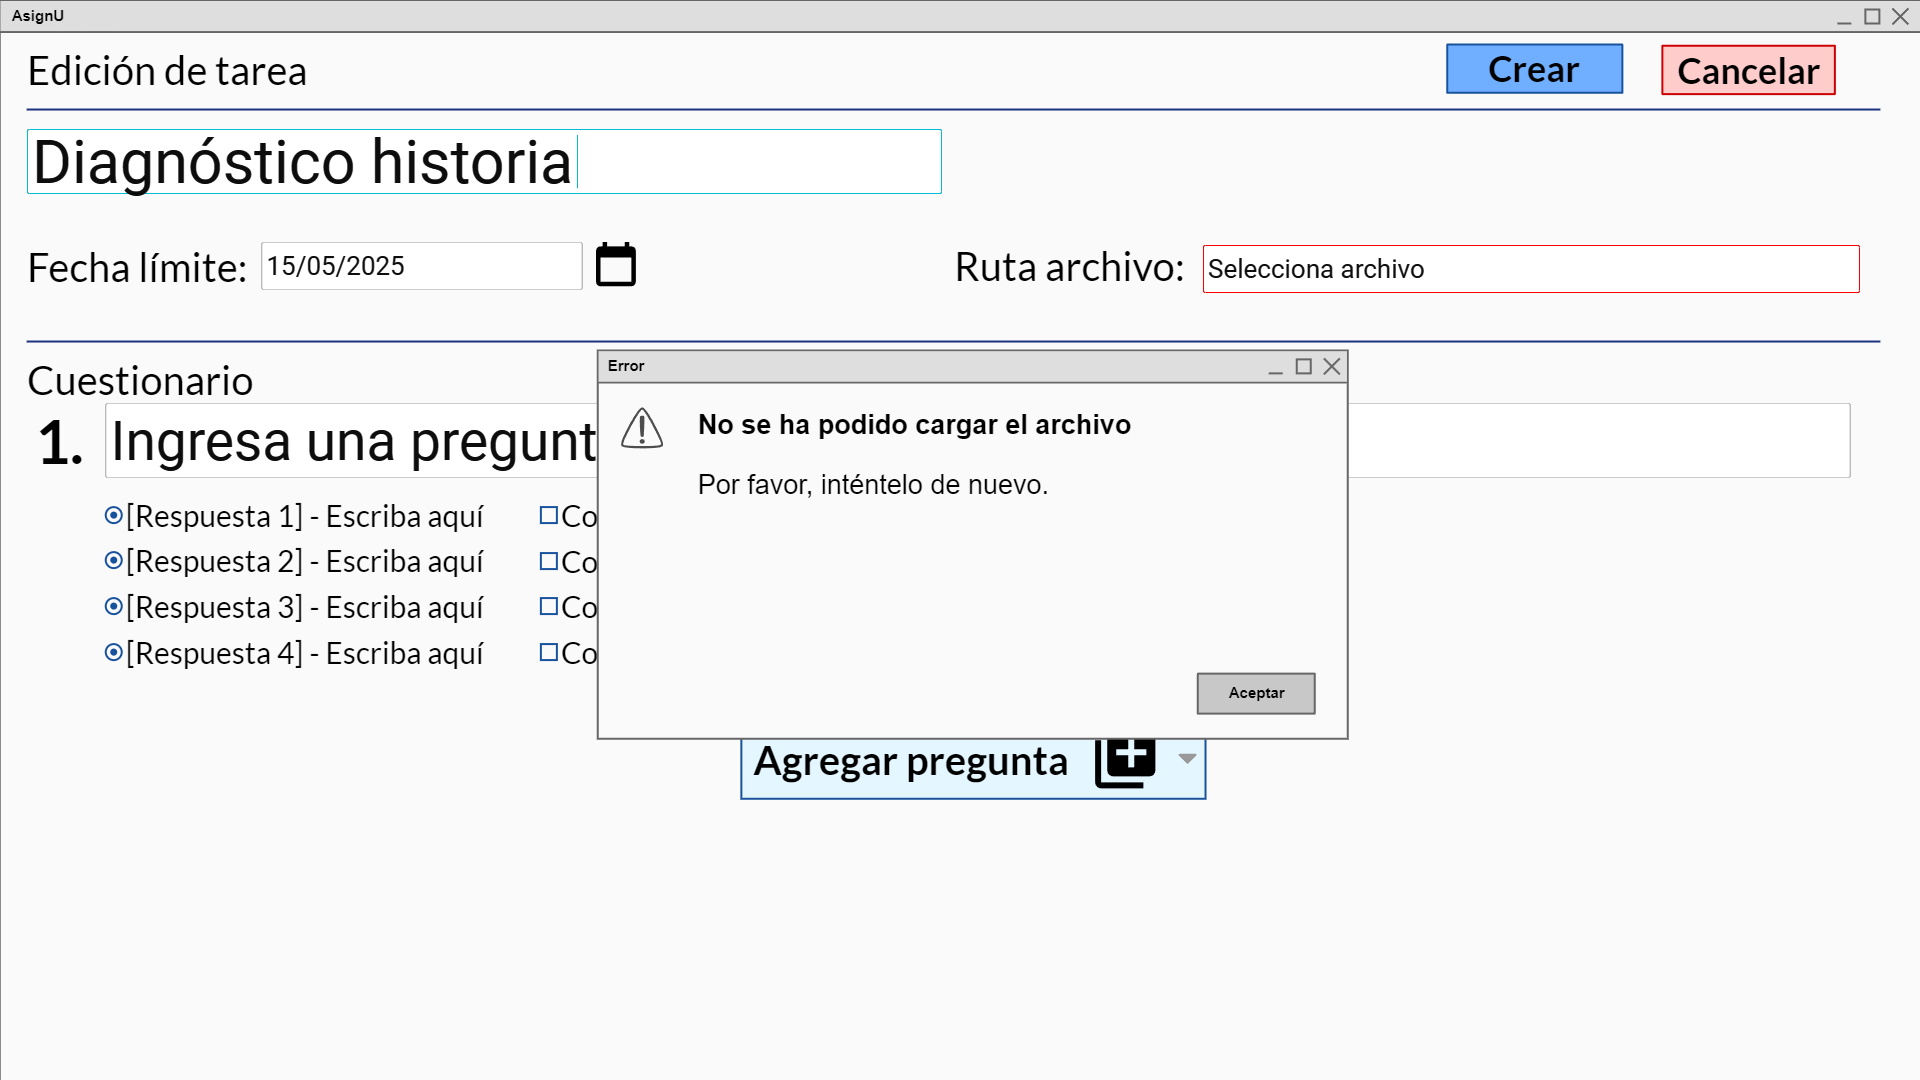 AsignU
Edición de tarea
Crear
Cancelar
Diagnóstico historia
Fecha límite:
15/05/2025
Ruta archivo:
Selecciona archivo
Cuestionario
1.
Ingresa una pregunt
[Respuesta 1] - Escriba aquí
Co
[Respuesta 2] - Escriba aquí
Co
[Respuesta 3] - Escriba aquí
Co
[Respuesta 4] - Escriba aquí
Co
Error
No se ha podido cargar el archivo
Por favor, inténtelo de nuevo.
Aceptar
Agregar pregunta